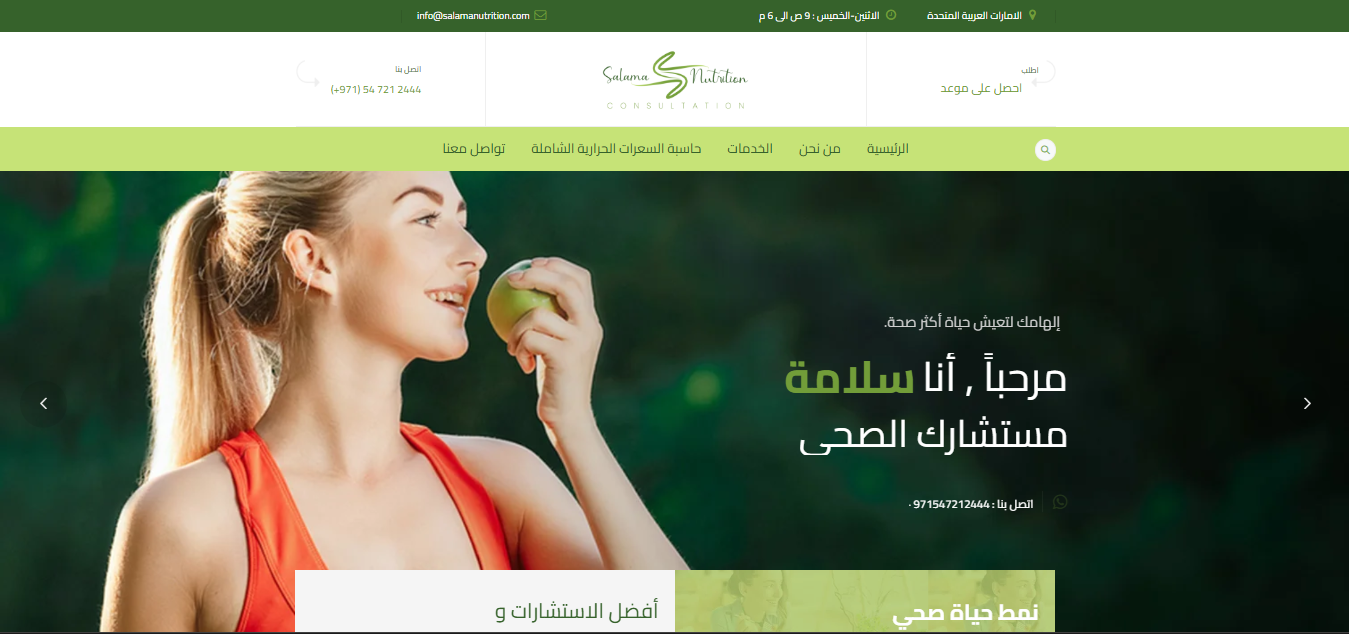 الامارات العربية المتحدة
الاثنين-الخميس : 9 ص الى 6 م
info@salamanutrition.com
اطلب
احصل على موعد
Salama Nutrition
CONSULTATION
اتصل بنا
(+971) 54 721 2444
الرئيسية
من نحن
الخدمات
حاسبة السعرات الحرارية الشاملة
تواصل معنا
إلهامك لتعيش حياة أكثر صحة.
مرحباً , أنا سلامة
مستشارك الصحي
اتصل بنا : 971547212444 ·
نمط حياة صحي
أفضل الاستشارات و